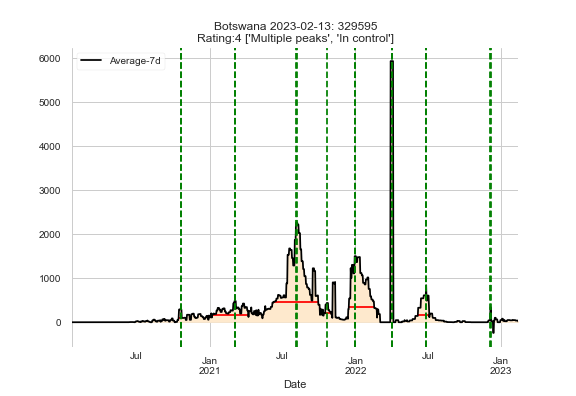 Botswana 2023-02-13: 329595
Rating:4 ['Multiple peaks', 'In control']
Average-7d
6000
5000
4000
3000
2000
1000
0
Jul
Jan
2021
Jul
Jan
2022
Jul
Jan
2023
Date